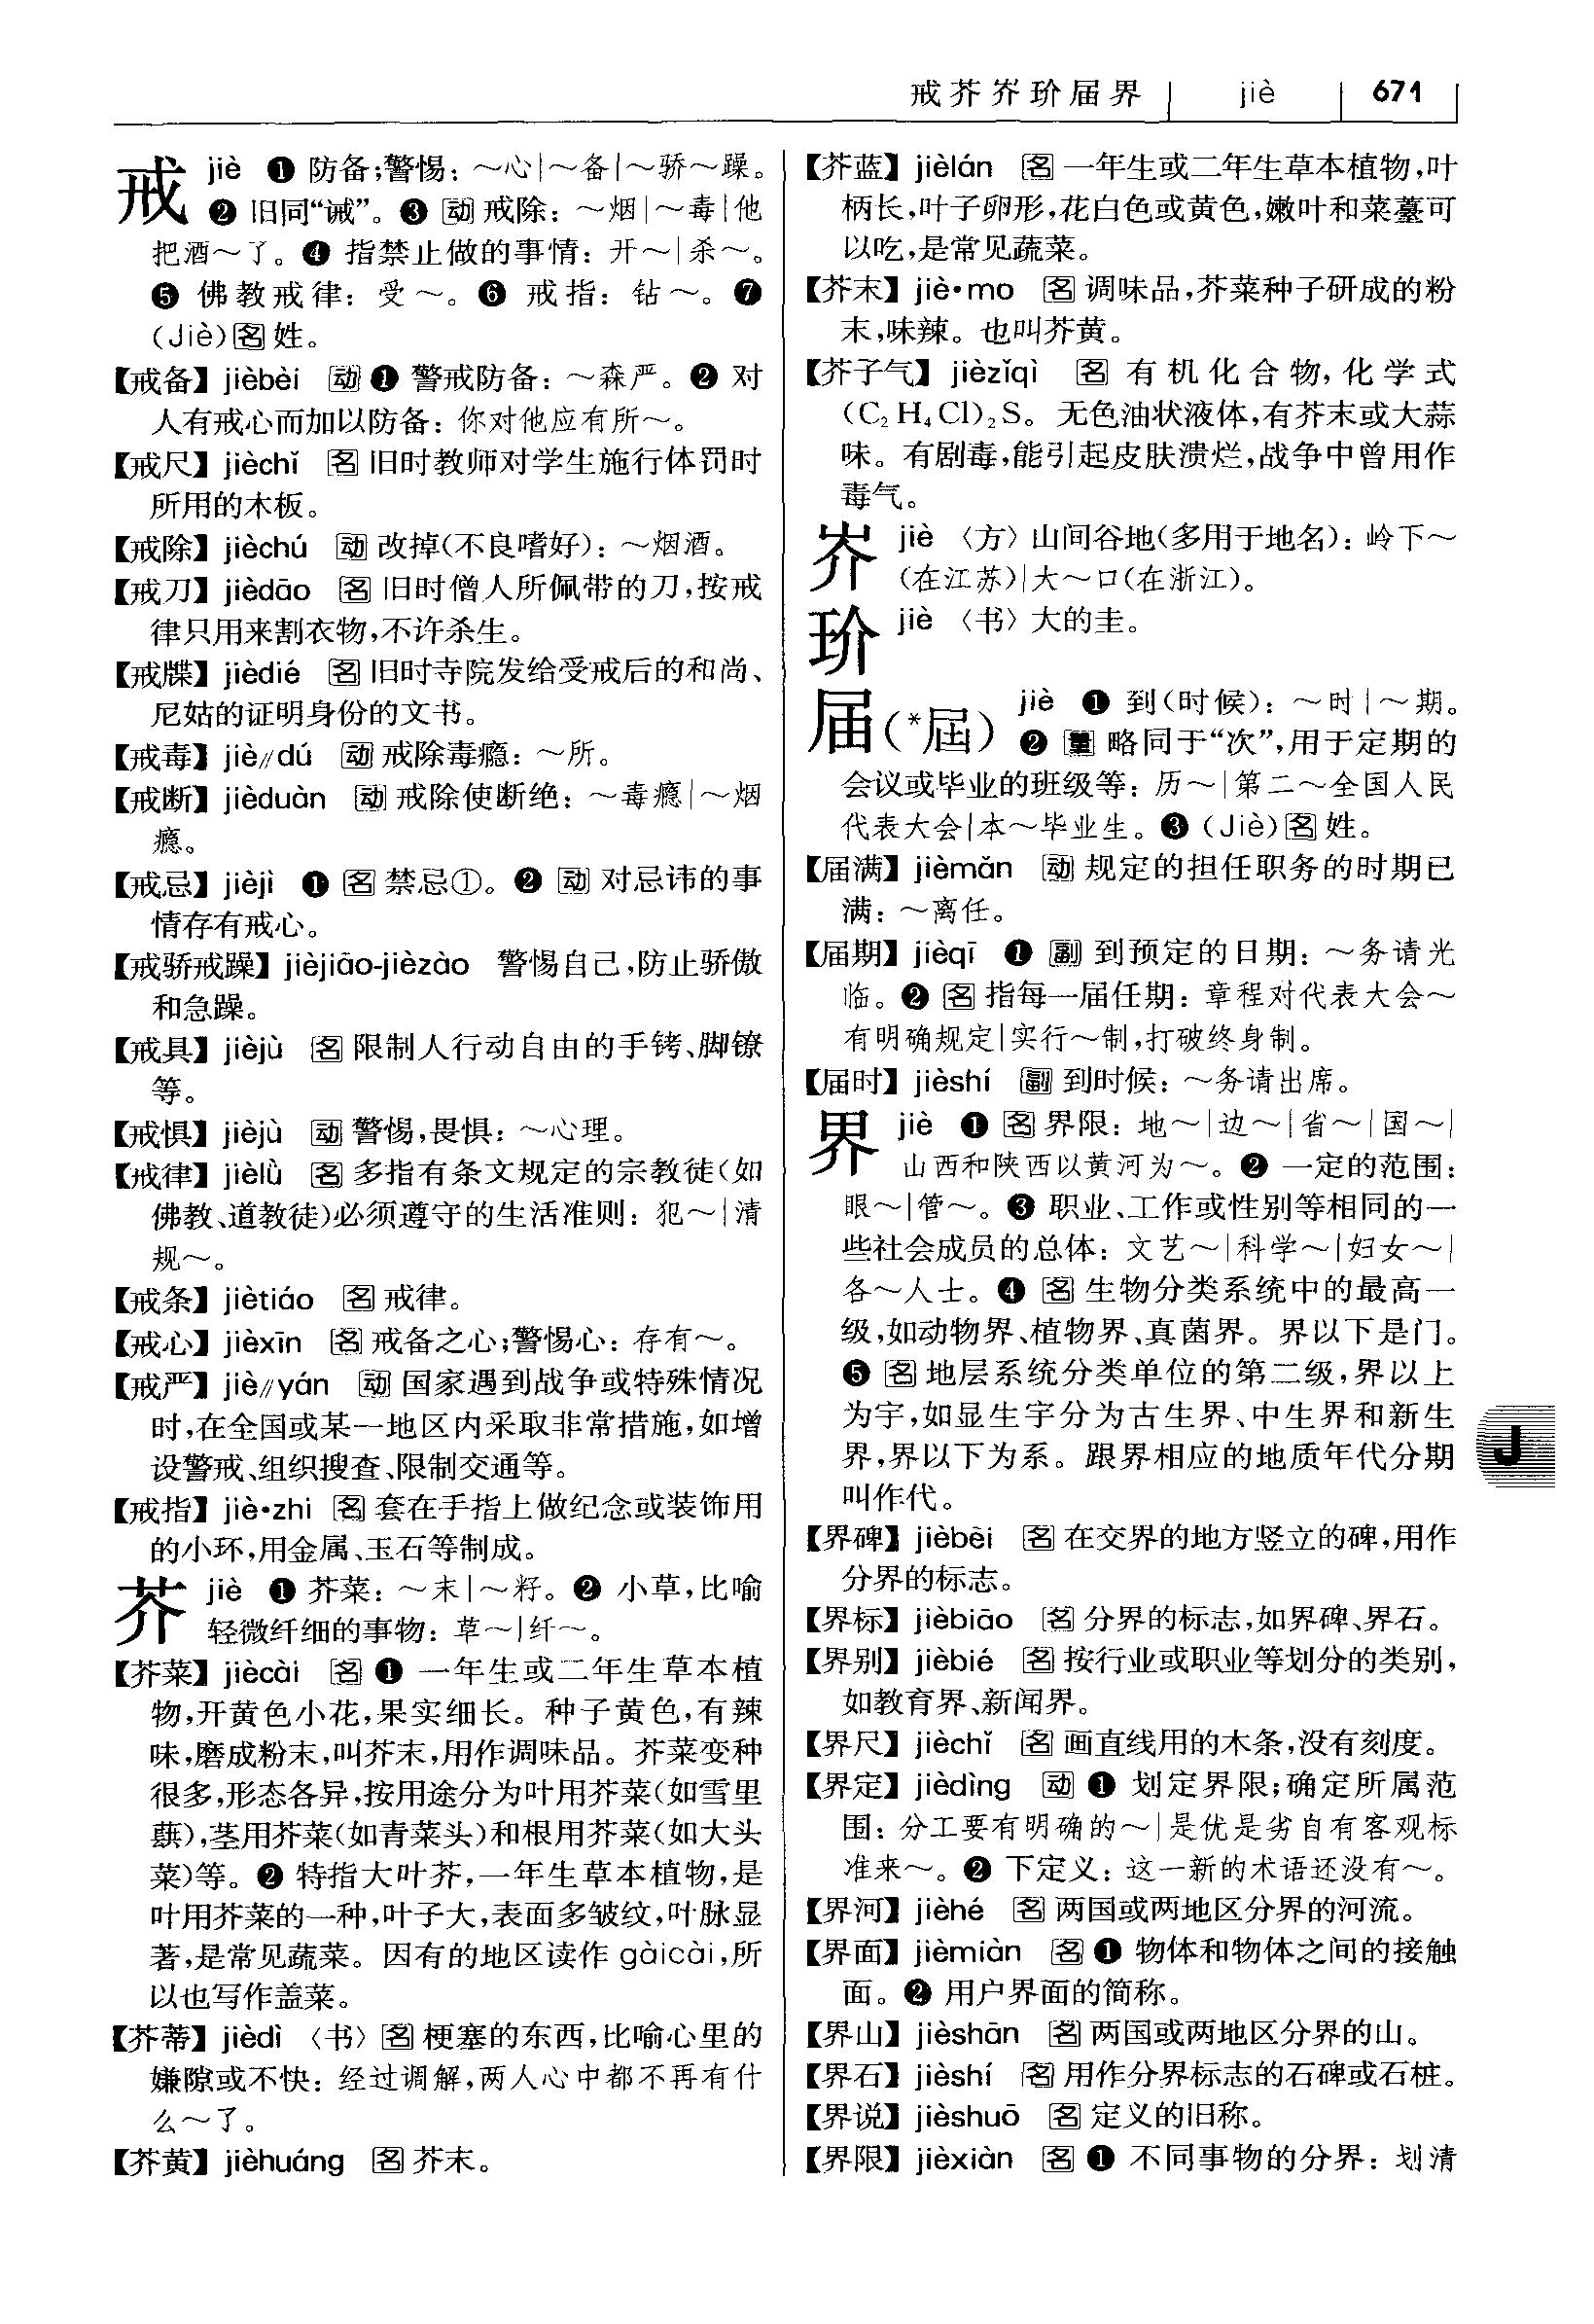 戒芥岕玠届界 jiè 671
戒 jiè ❶ 防备;警惕：～心|～备|～骄～躁。
❷ 旧同“诫”。❸ 动 戒除：～烟|～毒|他
把酒～了。❹ 指禁止做的事情：开～|杀～。
❺ 佛教戒律：受～。❻ 戒指：钻～。❼
(Jiè)名姓。
【戒备】jièbèi 动 ❶ 警戒防备：～森严。❷ 对
人有戒心而加以防备：你对他应有所～。
【戒尺】jièchǐ 名 旧时教师对学生施行体罚时
所用的木板。
【戒除】jièchú 动 改掉(不良嗜好)：～烟酒。
【戒刀】jièdāo 名 旧时僧人所佩带的刀,按戒
律只用来割衣物,不许杀生。
【戒牒】jièdié 名 旧时寺院发给受戒后的和尚、
尼姑的证明身份的文书。
【戒毒】jiè∥dú 动 戒除毒瘾：～所。
【戒断】jièduàn 动 戒除使断绝：～毒瘾|～烟
瘾。
【戒忌】jièjì ❶ 名 禁忌①。❷ 动 对忌讳的事
情存有戒心。
【戒骄戒躁】jièjiāo-jièzào 警惕自己,防止骄傲
和急躁。
【戒具】jièjù 名 限制人行动自由的手铐、脚镣
等。
【戒惧】jièjù 动 警惕,畏惧：～心理。
【戒律】jièlǜ 名 多指有条文规定的宗教徒(如
佛教、道教徒)必须遵守的生活准则：犯～|清
规～。
【戒条】jiètiáo 名 戒律。
【戒心】jièxīn 名 戒备之心;警惕心：存有～。
【戒严】jiè∥yán 动 国家遇到战争或特殊情况
时,在全国或某一地区内采取非常措施,如增
设警戒、组织搜查、限制交通等。
【戒指】jiè•zhi 名 套在手指上做纪念或装饰用
的小环,用金属、玉石等制成。
芥 jiè ❶ 芥菜：～末|～籽。❷ 小草,比喻
轻微纤细的事物：草～|纤～。
【芥菜】jiècài 名 ❶ 一年生或二年生草本植
物,开黄色小花,果实细长。种子黄色,有辣
味,磨成粉末,叫芥末,用作调味品。芥菜变种
很多,形态各异,按用途分为叶用芥菜(如雪里
蕻),茎用芥菜(如青菜头)和根用芥菜(如大头
菜)等。❷ 特指大叶芥,一年生草本植物,是
叶用芥菜的一种,叶子大,表面多皱纹,叶脉显
著,是常见蔬菜。因有的地区读作 gàicài,所
以也写作盖菜。
【芥蒂】jièdì 〈书〉名 梗塞的东西,比喻心里的
嫌隙或不快：经过调解,两人心中都不再有什
么～了。
【芥黄】jièhuáng 名 芥末。
【芥蓝】jièlán 名 一年生或二年生草本植物,叶
柄长,叶子卵形,花白色或黄色,嫩叶和菜薹可
以吃,是常见蔬菜。
【芥末】jiè•mo 名 调味品,芥菜种子研成的粉
末,味辣。也叫芥黄。
【芥子气】jièzǐqì 名 有机化合物,化学式
(C₂H₄Cl)₂S。无色油状液体,有芥末或大蒜
味。有剧毒,能引起皮肤溃烂,战争中曾用作
毒气。
岕 jiè 〈方〉山间谷地(多用于地名)：岭下～
(在江苏)|大～口(在浙江)。
玠 jiè 〈书〉大的圭。
届(*屆) jiè ❶ 到(时候)：～时|～期。
❷ 量 略同于“次”,用于定期的
会议或毕业的班级等：历～|第二～全国人民
代表大会|本～毕业生。❸ (Jiè)名姓。
【届满】jièmǎn 动 规定的担任职务的时期已
满：～离任。
【届期】jièqī ❶ 副 到预定的日期：～务请光
临。❷ 名 指每一届任期：章程对代表大会～
有明确规定|实行～制,打破终身制。
【届时】jièshí 副 到时候：～务请出席。
界 jiè ❶ 名 界限：地～|边～|省～|国～|
山西和陕西以黄河为～。❷ 一定的范围：
眼～|管～。❸ 职业、工作或性别等相同的一
些社会成员的总体：文艺～|科学～|妇女～|
各～人士。❹ 名 生物分类系统中的最高一
级,如动物界、植物界、真菌界。界以下是门。
❺ 名 地层系统分类单位的第二级,界以上
为宇,如显生宇分为古生界、中生界和新生
界,界以下为系。跟界相应的地质年代分期
叫作代。
【界碑】jièbēi 名 在交界的地方竖立的碑,用作
分界的标志。
【界标】jièbiāo 名 分界的标志,如界碑、界石。
【界别】jièbié 名 按行业或职业等划分的类别,
如教育界、新闻界。
【界尺】jièchǐ 名 画直线用的木条,没有刻度。
【界定】jièdìng 动 ❶ 划定界限;确定所属范
围：分工要有明确的～|是优是劣自有客观标
准来～。❷ 下定义：这一新的术语还没有～。
【界河】jièhé 名 两国或两地区分界的河流。
【界面】jièmiàn 名 ❶ 物体和物体之间的接触
面。❷ 用户界面的简称。
【界山】jièshān 名 两国或两地区分界的山。
【界石】jièshí 名 用作分界标志的石碑或石桩。
【界说】jièshuō 名 定义的旧称。
【界限】jièxiàn 名 ❶ 不同事物的分界：划清
J